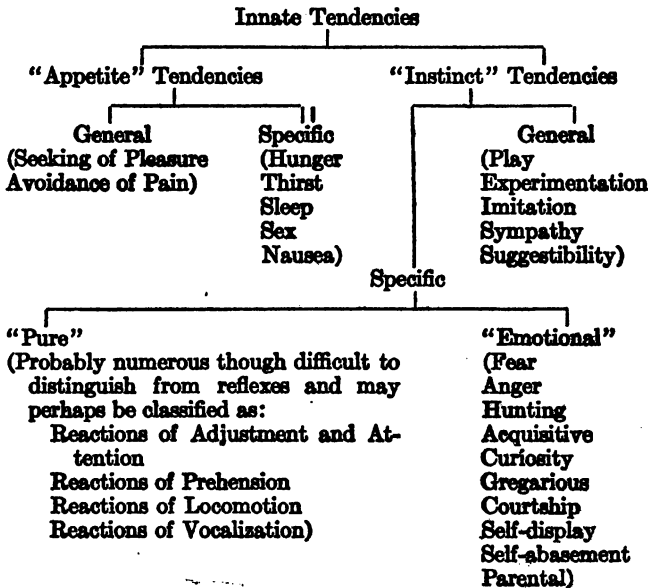 Innate Tendencies
“Appetite” Tendencies
“Instinct” Tendencies
General
(Seeking of Pleasure
Avoidance of Pain)
Specific
(Hunger
Thirst
Sleep
Sex
Nausea)
General
(Play
Experimentation
Imitation
Sympathy
Suggestibility)
Specific
“Pure”
(Probably numerous though difficult to
distinguish from reflexes and may
perhaps be classified as:
Reactions of Adjustment and At-
tention
Reactions of Prehension
Reactions of Locomotion
Reactions of Vocalization)
“Emotional”
(Fear
Anger
Hunting
Acquisitive
Curiosity
Gregarious
Courtship
Self-display
Self-abasement
Parental)